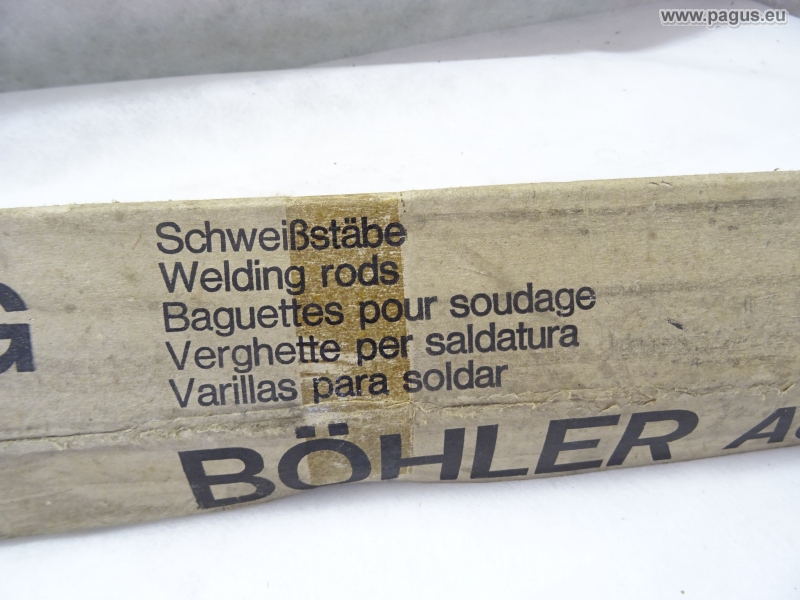 www.pagus.eu
G
Schweißstäbe
Welding rods
Baguettes pour soudage
Verghette per saldatura
Varillas para soldar
BÖHLER